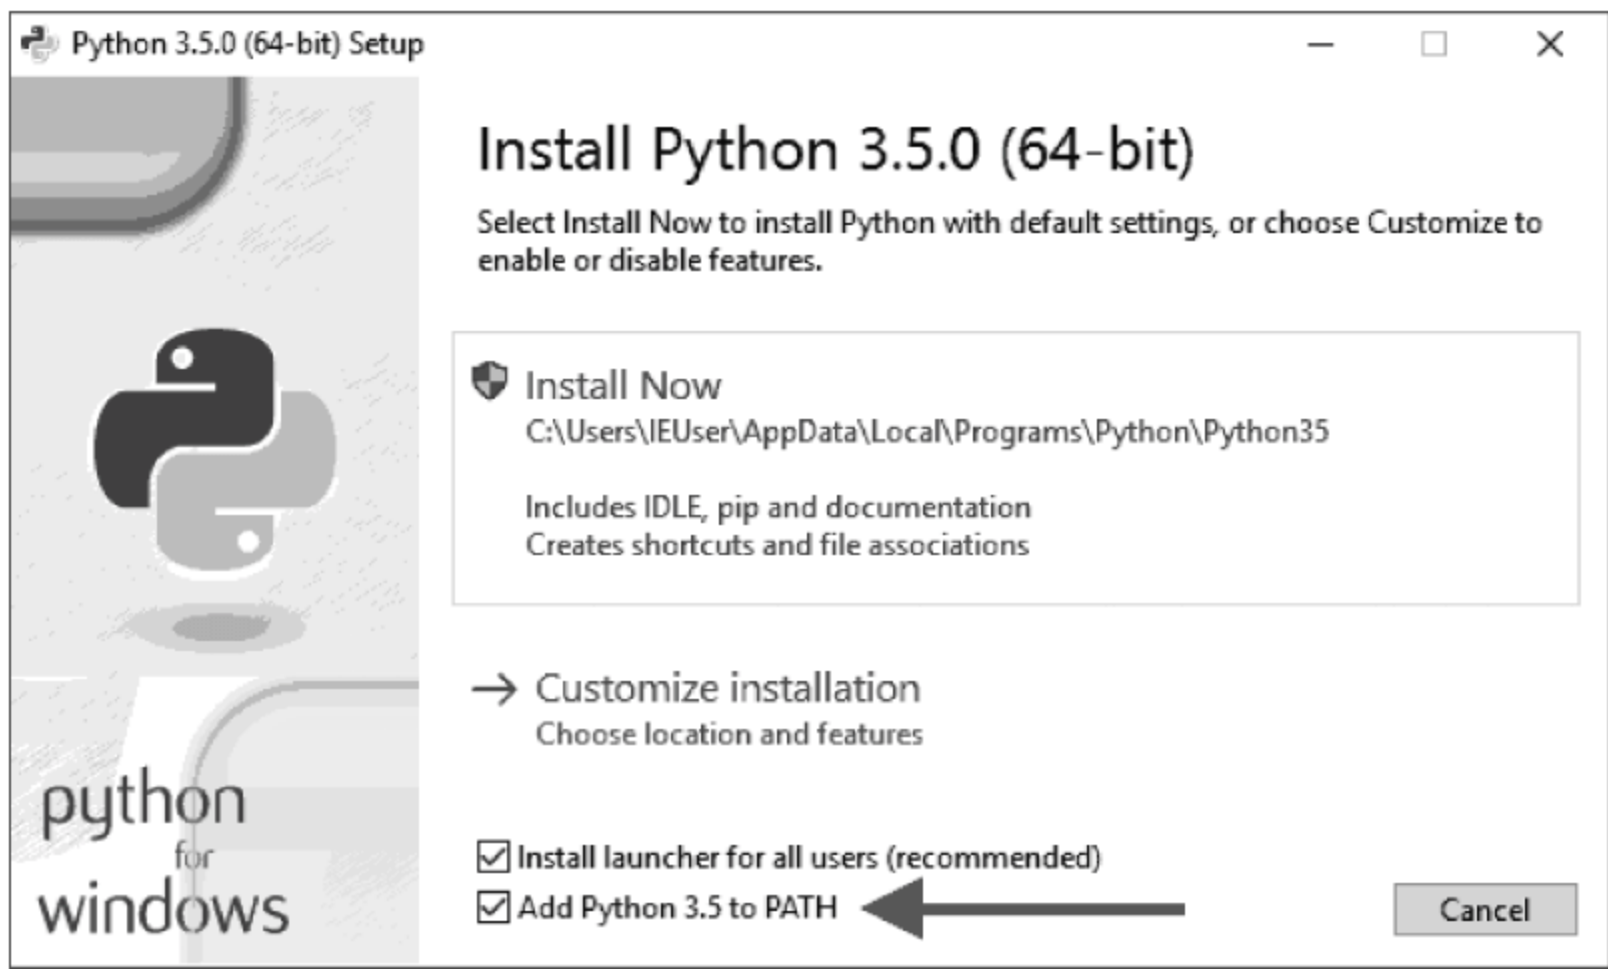 Python 3.5.0 (64-bit) Setup
Install Python 3.5.0 (64-bit)
Select Install Now to install Python with default settings, or choose Customize to
enable or disable features.
Install Now
C:\Users\IEUser\AppData\Local\Programs\Python\Python35
Includes IDLE, pip and documentation
Creates shortcuts and file associations
Customize installation
Choose location and features
python
for
windows
Install launcher for all users (recommended)
Add Python 3.5 to PATH
Cancel